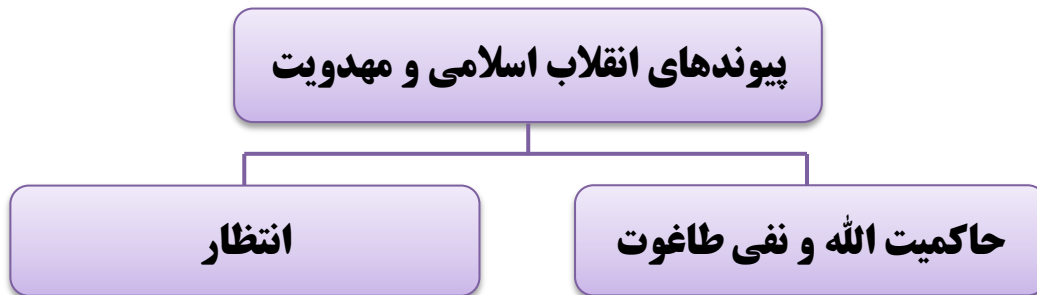 پیوندهای انقلاب اسلامی و مهدویت
حاکمیت الله و نفی طاغوت
انتظار